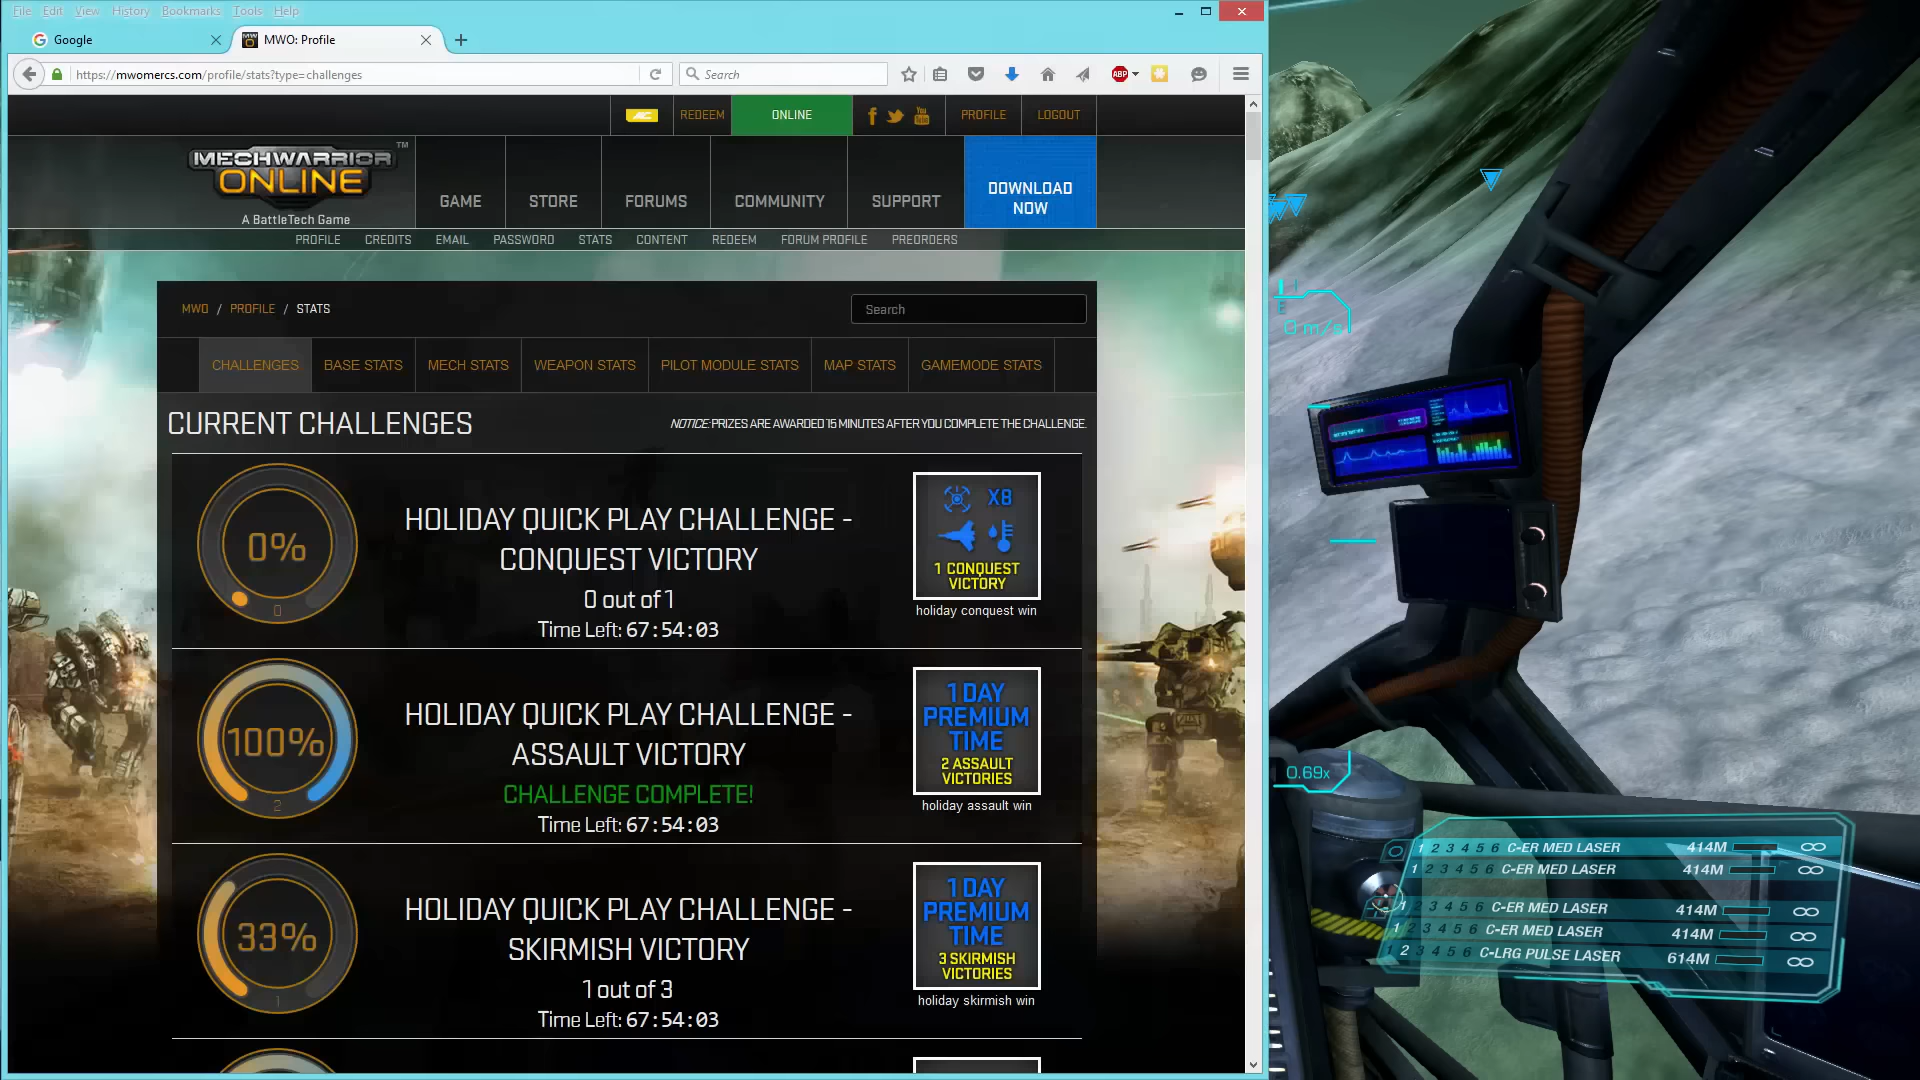 File Edit View History Bookmarks Tools Help
Google
MWO: Profile
https://mwomercs.com/profile/stats?type=challenges
Search
ABP
MC
REDEEM
ONLINE
You Tube
PROFILE
LOGOUT
MECHWARRIOR TM
ONLINE
A BattleTech Game
GAME
STORE
FORUMS
COMMUNITY
SUPPORT
DOWNLOAD
NOW
PROFILE CREDITS EMAIL PASSWORD STATS CONTENT REDEEM FORUM PROFILE PREORDERS
MWO / PROFILE / STATS
Search
CHALLENGES BASE STATS MECH STATS WEAPON STATS PILOT MODULE STATS MAP STATS GAMEMODE STATS
CURRENT CHALLENGES
NOTICE: PRIZES ARE AWARDED 15 MINUTES AFTER YOU COMPLETE THE CHALLENGE.
0%
0
HOLIDAY QUICK PLAY CHALLENGE -
CONQUEST VICTORY
0 out of 1
Time Left: 67:54:03
X8
1 CONQUEST
VICTORY
holiday conquest win
100%
2
HOLIDAY QUICK PLAY CHALLENGE -
ASSAULT VICTORY
CHALLENGE COMPLETE!
Time Left: 67:54:03
1 DAY
PREMIUM
TIME
2 ASSAULT
VICTORIES
holiday assault win
33%
1
HOLIDAY QUICK PLAY CHALLENGE -
SKIRMISH VICTORY
1 out of 3
Time Left: 67:54:03
1 DAY
PREMIUM
TIME
3 SKIRMISH
VICTORIES
holiday skirmish win
E
0 m/s
0.69x
1 2 3 4 5 6 C-ER MED LASER 414M ∞
1 2 3 4 5 6 C-ER MED LASER 414M ∞
1 2 3 4 5 6 C-ER MED LASER 414M ∞
1 2 3 4 5 6 C-ER MED LASER 414M ∞
1 2 3 4 5 6 C-LRG PULSE LASER 614M ∞